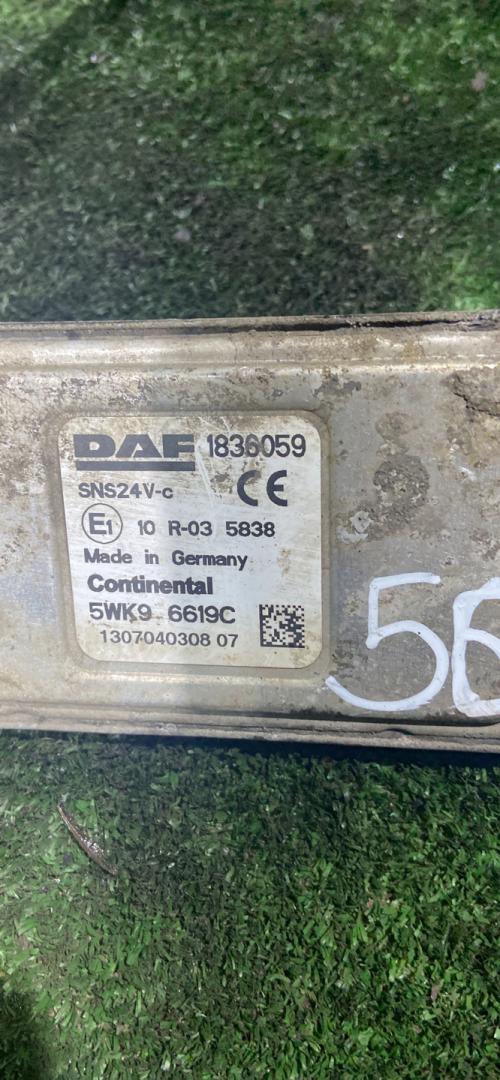 DAF 1836059
SNS24V-c CE
E1 10 R-03 5838
Made in Germany
Continental
5WK9 6619C
1307040308 07
56